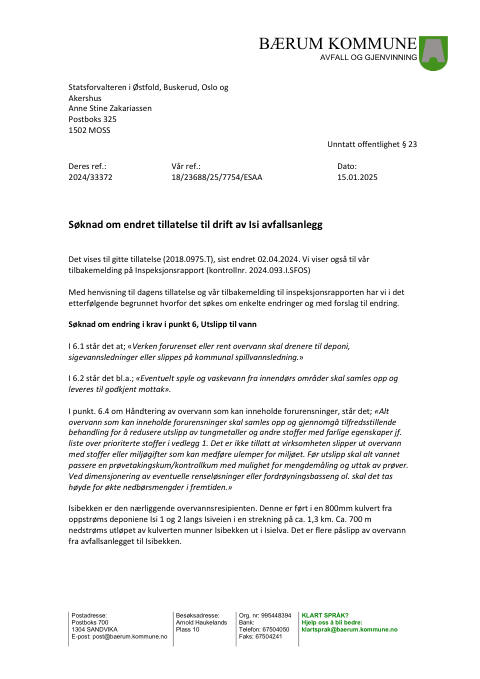 BÆRUM KOMMUNE
AVFALL OG GJENVINNING
Statsforvalteren i Østfold, Buskerud, Oslo og
Akershus
Anne Stine Zakariassen
Postboks 325
1502 MOSS
Unntatt offentlighet § 23
Deres ref.: Vår ref.: Dato:
2024/33372 18/23688/25/7754/ESAA 15.01.2025
Søknad om endret tillatelse til drift av Isi avfallsanlegg
Det vises til gitte tillatelse (2018.0975.T), sist endret 02.04.2024. Vi viser også til vår
tilbakemelding på Inspeksjonsrapport (kontrollnr. 2024.093.I.SFOS)
Med henvisning til dagens tillatelse og vår tilbakemelding til inspeksjonsrapporten har vi i det
etterfølgende begrunnet hvorfor det søkes om enkelte endringer og med forslag til endring.
Søknad om endring i krav i punkt 6, Utslipp til vann
I 6.1 står det at; «Verken forurenset eller rent overvann skal drenere til deponi,
sigevannsledninger eller slippes på kommunal spillvannsledning.»
I 6.2 står det bl.a.; «Eventuelt spyle og vaskevann fra innendørs områder skal samles opp og
leveres til godkjent mottak».
I punkt. 6.4 om Håndtering av overvann som kan inneholde forurensninger, står det; «Alt
overvann som kan inneholde forurensninger skal samles opp og gjennomgå tilfredsstillende
behandling for å redusere utslipp av tungmetaller og andre stoffer med farlige egenskaper jf.
liste over prioriterte stoffer i vedlegg 1. Det er ikke tillatt at virksomheten slipper ut overvann
med stoffer eller miljøgifter som kan medføre ulemper for miljøet. Før utslipp skal alt vannet
passere en prøvetakingskum/kontrollkum med mulighet for mengdemåling og uttak av prøver.
Ved dimensjonering av eventuelle renseløsninger eller fordrøyningsbasseng ol. skal det tas
høyde for økte nedbørsmengder i fremtiden.»
Isibekken er den nærliggende overvannsresipienten. Denne er ført i en 800mm kulvert fra
oppstrøms deponiene Isi 1 og 2 langs Isiveien i en strekning på ca. 1,3 km. Ca. 700 m
nedstrøms utløpet av kulverten munner Isibekken ut i Isielva. Det er flere påslipp av overvann
fra avfallsanlegget til Isibekken.
Postadresse: Besøksadresse: Org. nr: 995448394 KLART SPRÅK?
Postboks 700 Arnold Haukelands Bank: Hjelp oss å bli bedre:
1304 SANDVIKA Plass 10 Telefon: 67504050 klartsprak@baerum.kommune.no
E-post: post@baerum.kommune.no Faks: 67504241